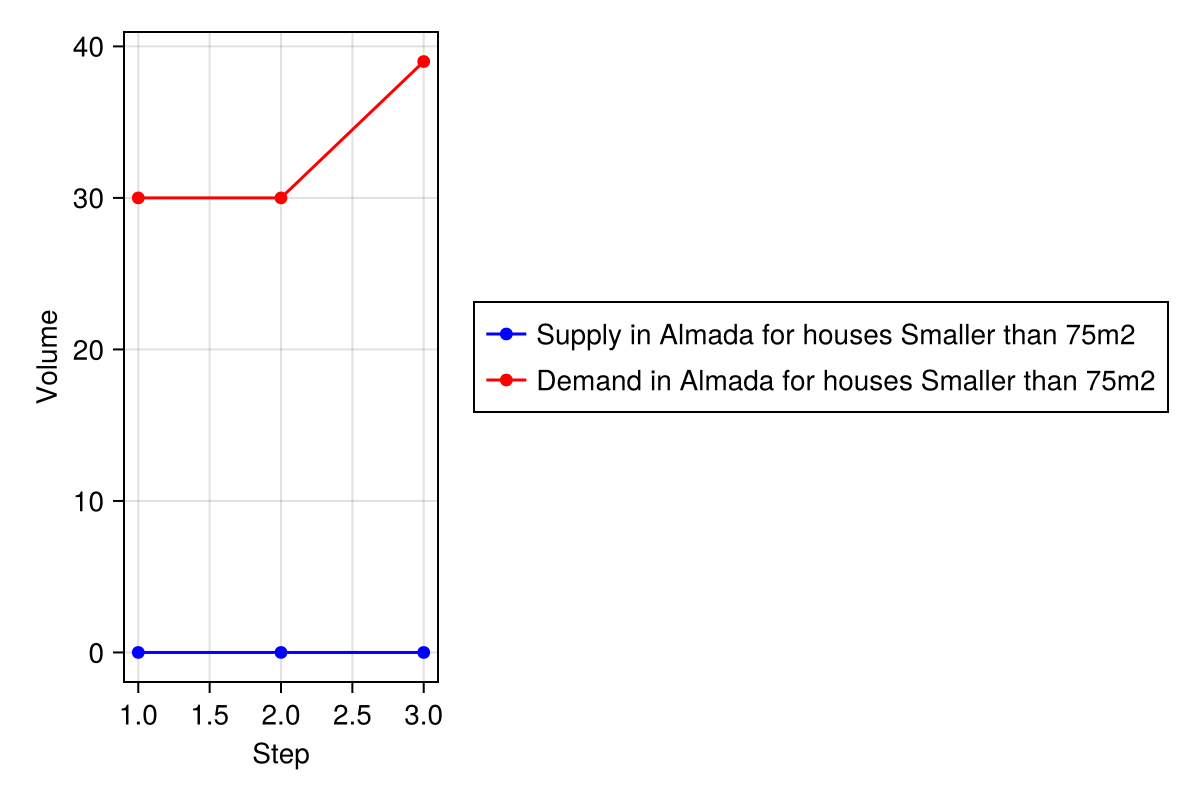 40
30
20
10
0
Volume
1.0 1.5 2.0 2.5 3.0
Step
Supply in Almada for houses Smaller than 75m2
Demand in Almada for houses Smaller than 75m2